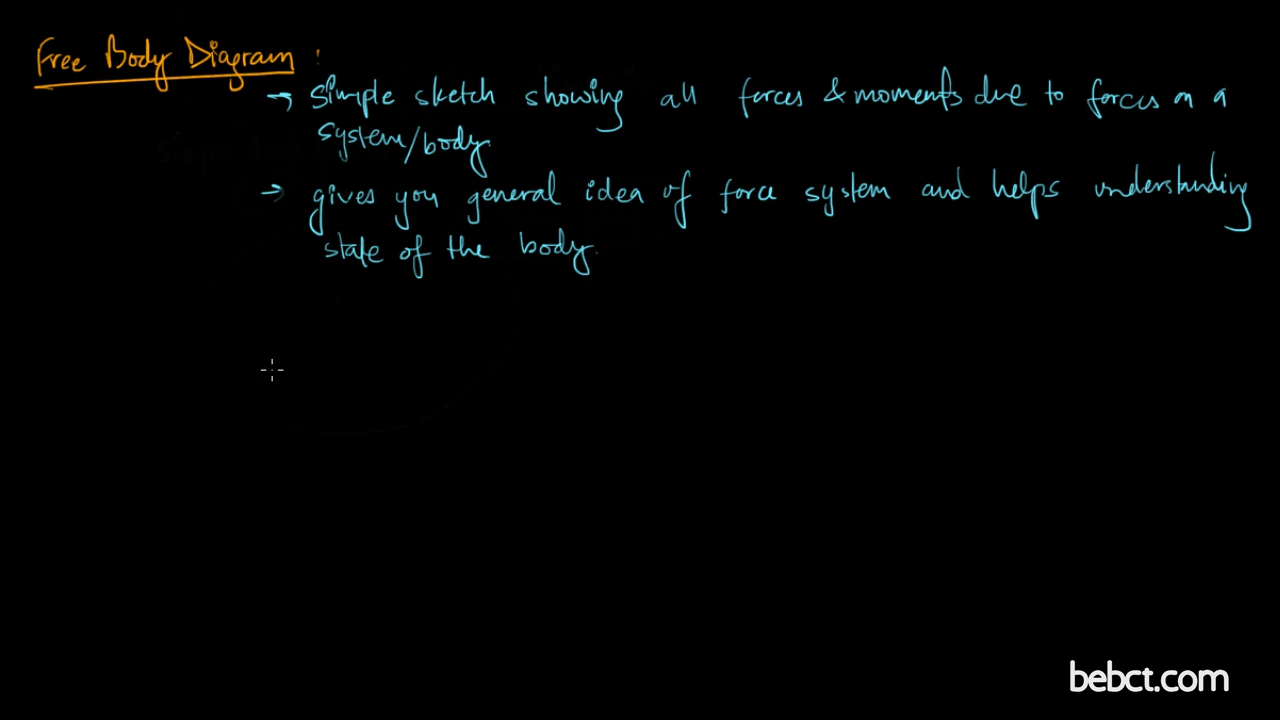 Free Body Diagram :
→ simple sketch showing all forces & moments due to forces on a
system/body.
→ gives you general idea of force system and helps understanding
state of the body.
bebct.com